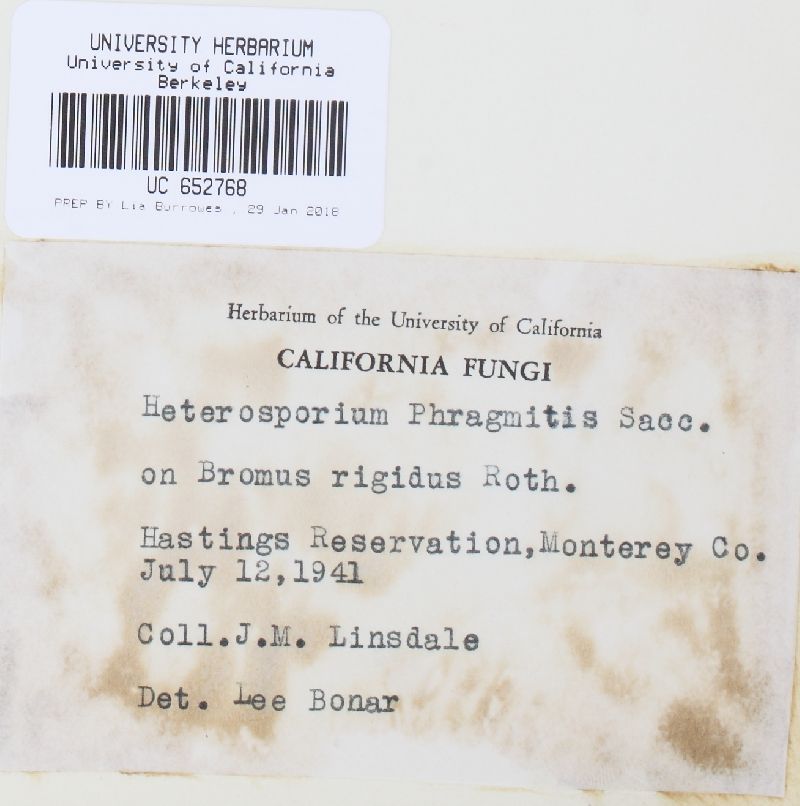 UNIVERSITY HERBARIUM
University of California
Berkeley
UC 652768
PREP BY Lia Burrowes , 29 Jan 2018
Herbarium of the University of California
CALIFORNIA FUNGI
Heterosporium Phragmitis Sacc.
on Bromus rigidus Roth.
Hastings Reservation,Monterey Co.
July 12,1941
Coll.J.M. Linsdale
Det. Lee Bonar